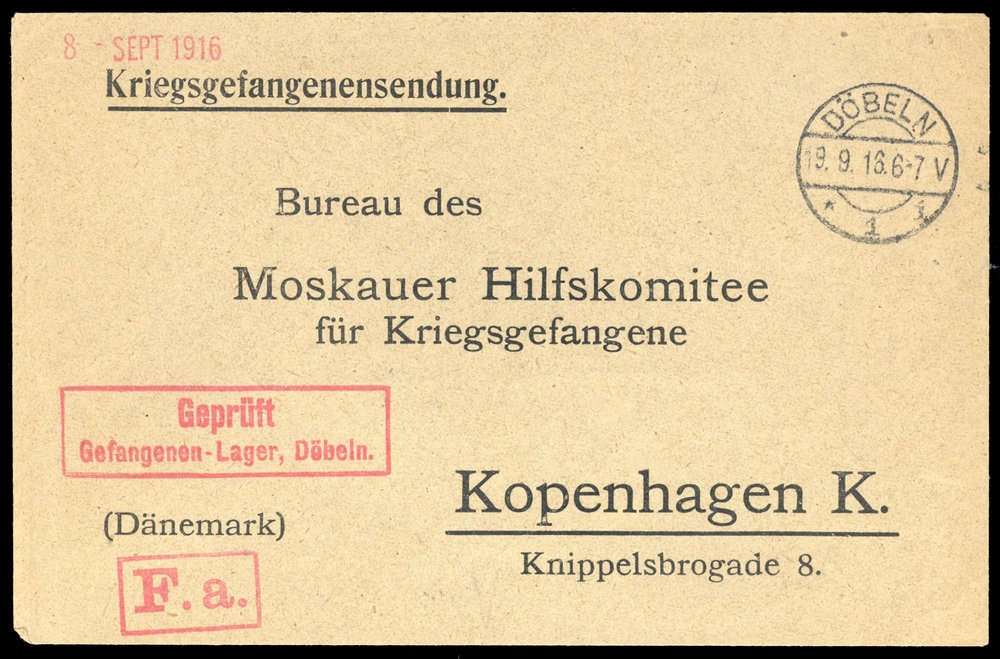 8 - SEPT 1916
Kriegsgefangenensendung.
DÖBELN
19. 9. 16. 6-7 V
* 1 i
Bureau des
Moskauer Hilfskomitee
für Kriegsgefangene
Geprüft
Gefangenen-Lager, Döbeln.
Kopenhagen K.
(Dänemark)
Knippelsbrogade 8.
F. a.